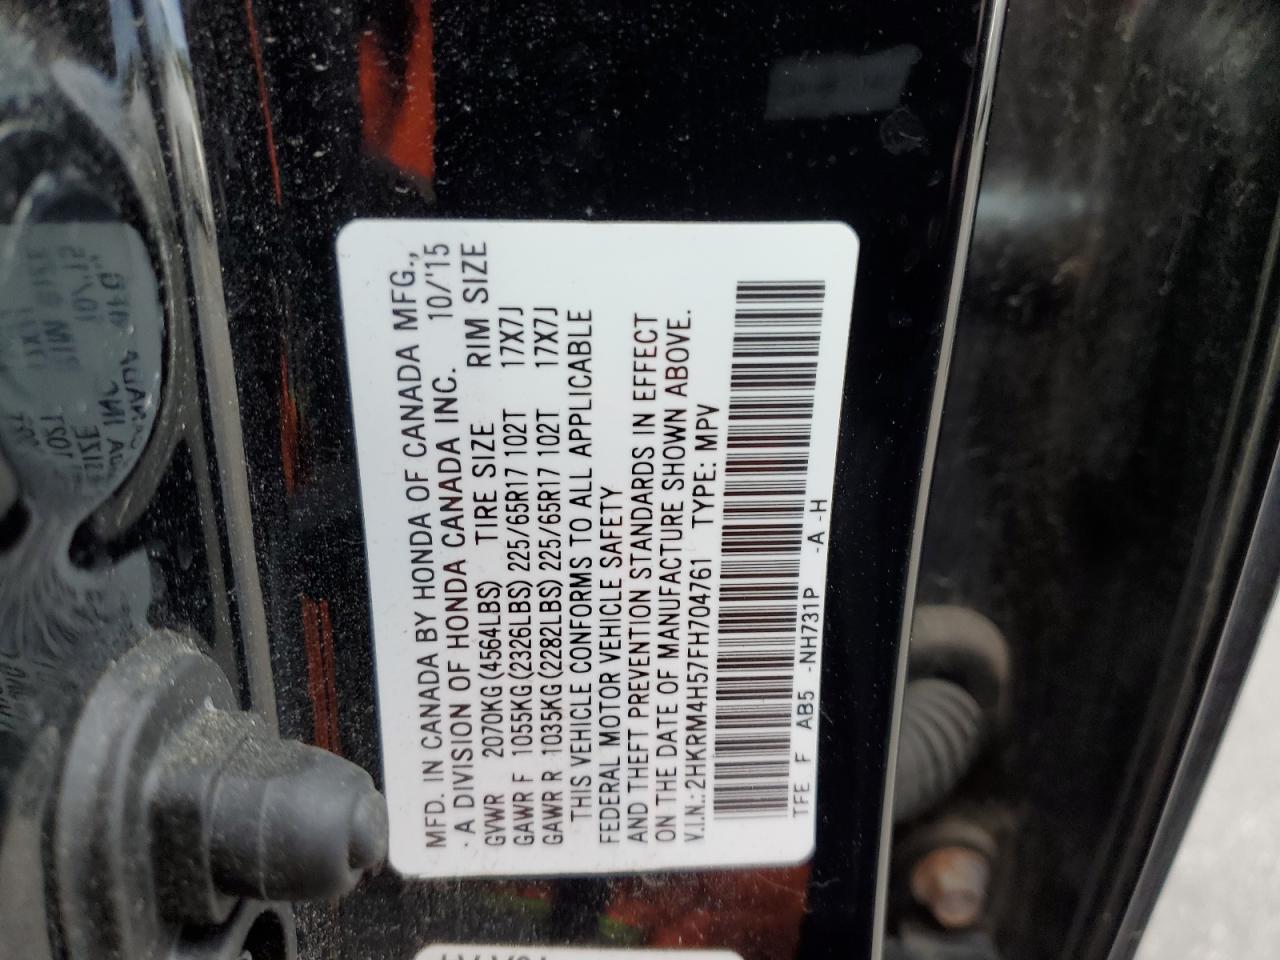 MFD. IN CANADA BY HONDA OF CANADA MFG.,
A DIVISION OF HONDA CANADA INC. 10/'15
GVWR 2070KG (4564LBS) TIRE SIZE RIM SIZE
GAWR F 1055KG (2326LBS) 225/65R17 102T 17X7J
GAWR R 1035KG (2282LBS) 225/65R17 102T 17X7J
THIS VEHICLE CONFORMS TO ALL APPLICABLE
FEDERAL MOTOR VEHICLE SAFETY
AND THEFT PREVENTION STANDARDS IN EFFECT
ON THE DATE OF MANUFACTURE SHOWN ABOVE.
V.I.N.: 2HKRM4H57FH704761 TYPE: MPV
TFE F AB5 -NH731P -A -H